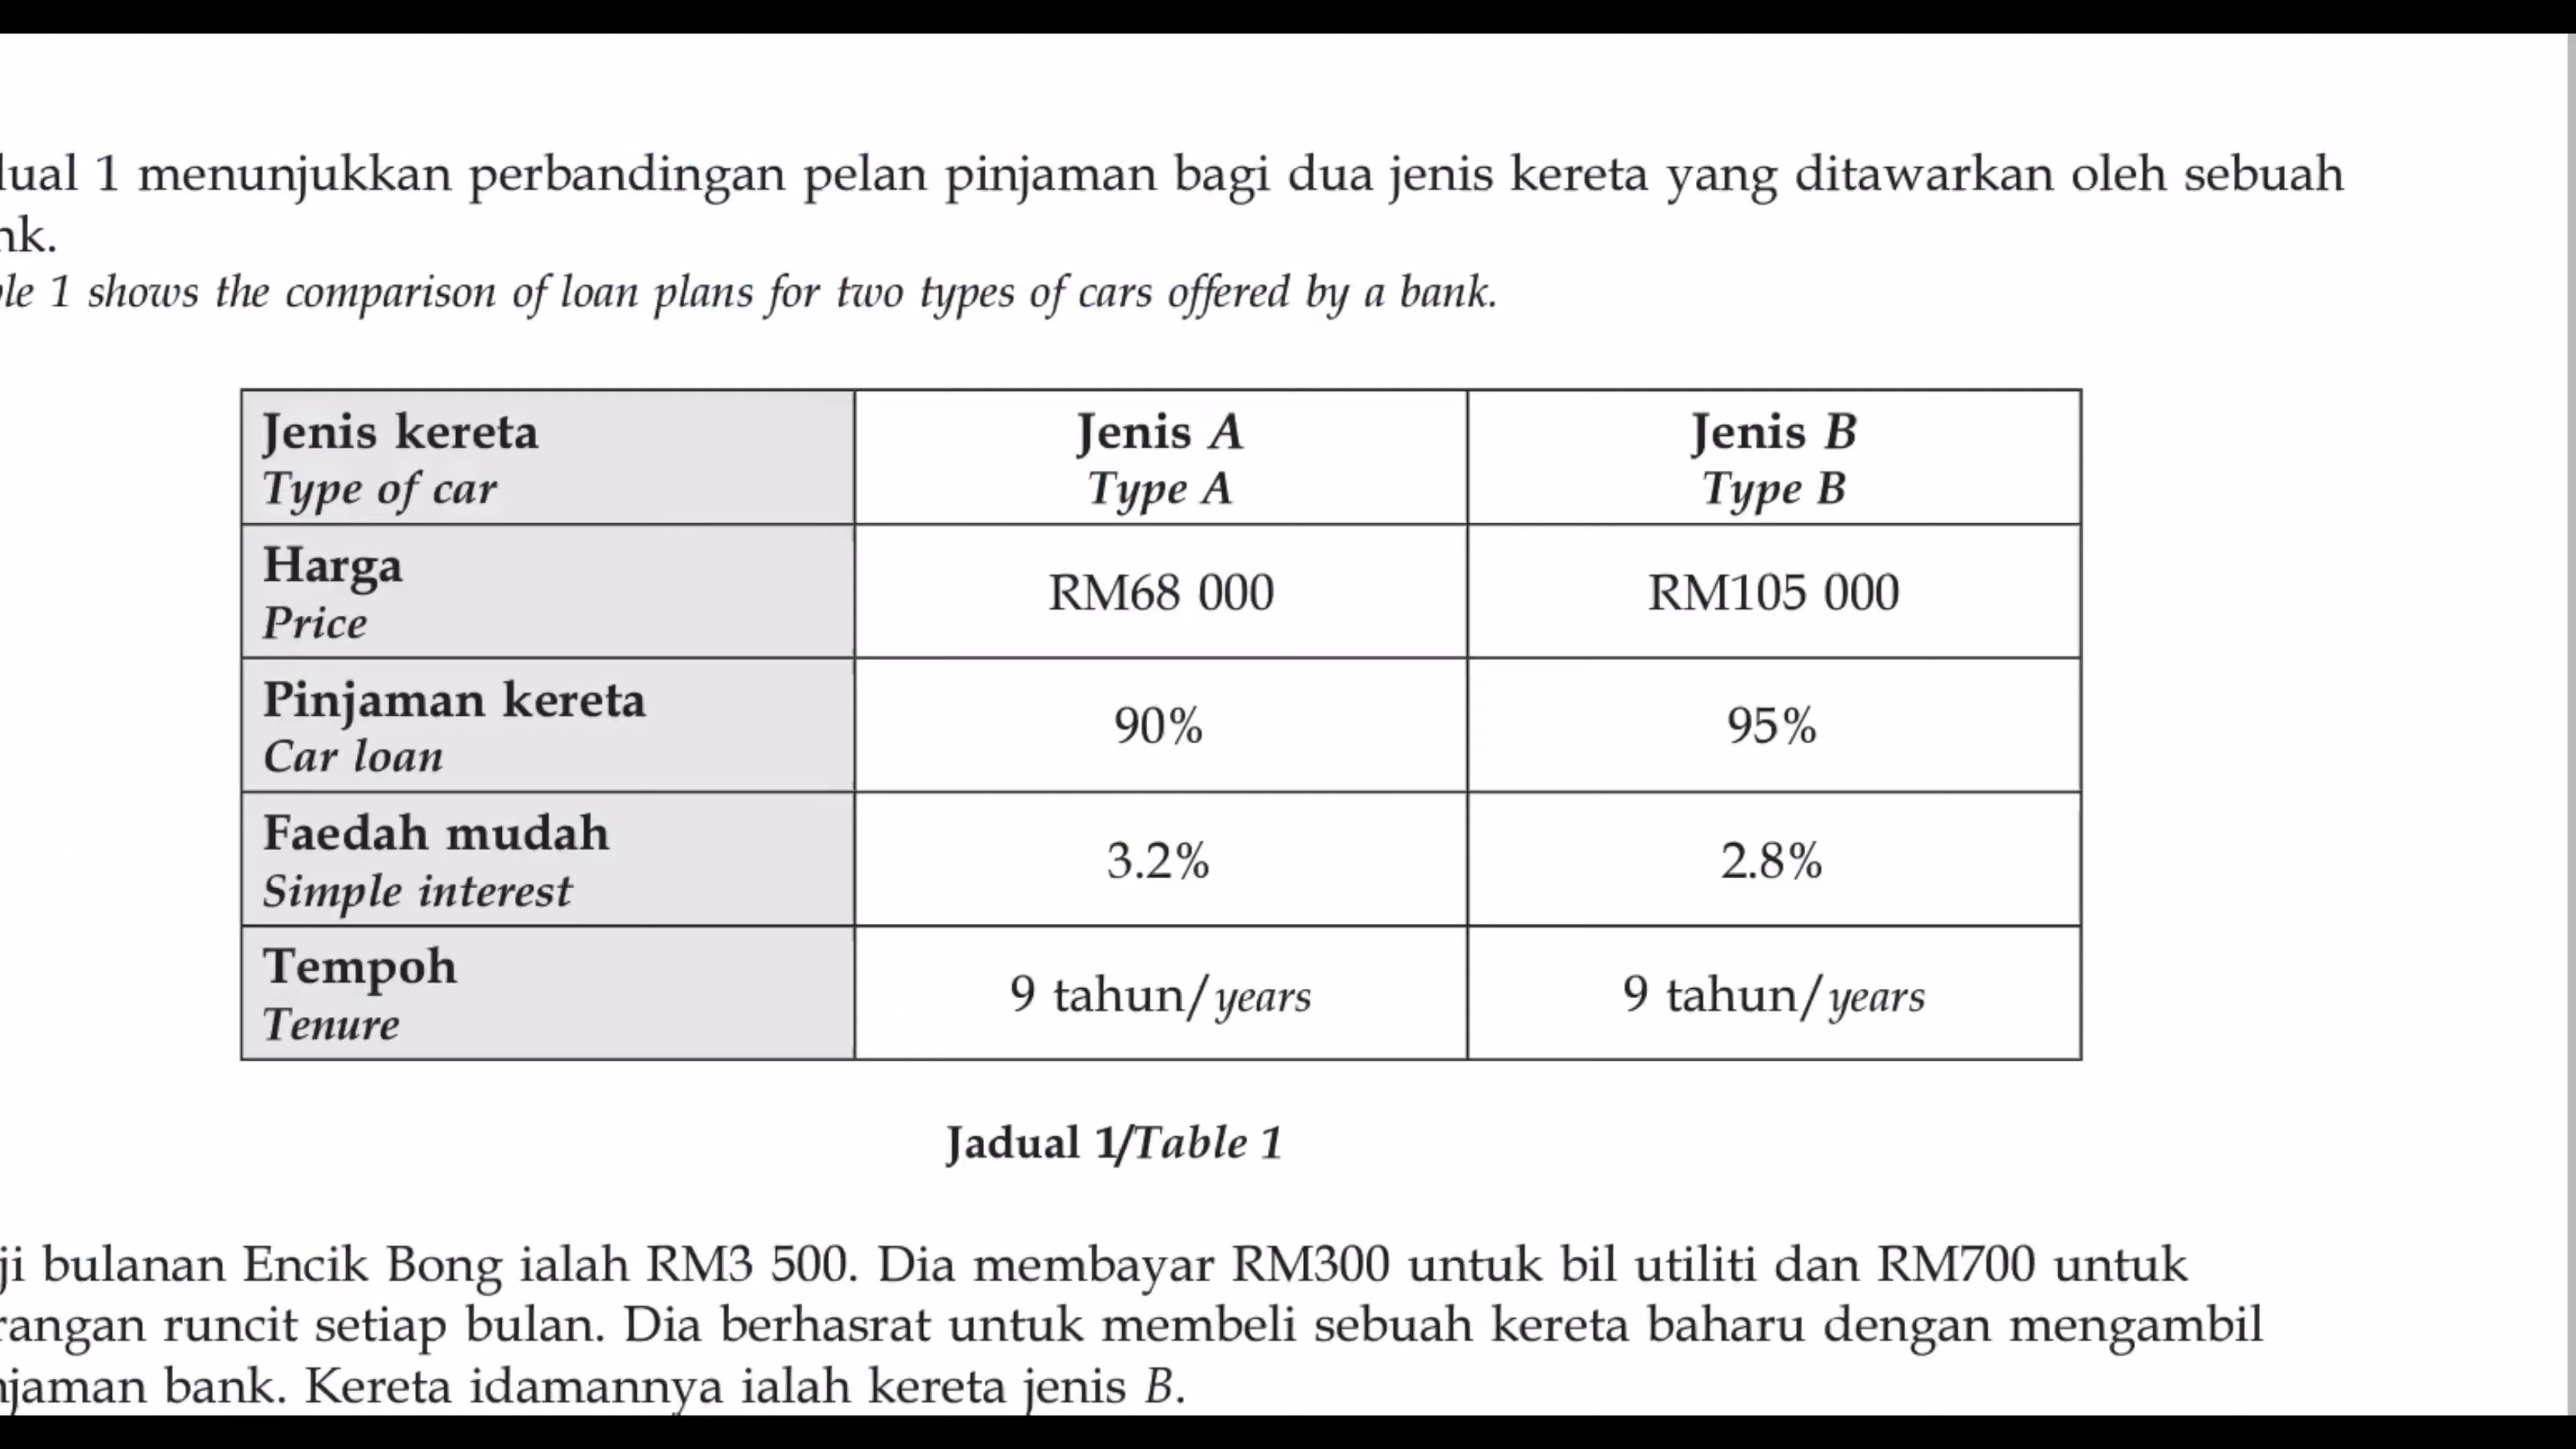 dual 1 menunjukkan perbandingan pelan pinjaman bagi dua jenis kereta yang ditawarkan oleh sebuah
nk.
le 1 shows the comparison of loan plans for two types of cars offered by a bank.
Jenis kereta Jenis A Jenis B
Type of car Type A Type B
Harga
Price RM68 000 RM105 000
Pinjaman kereta
Car loan 90% 95%
Faedah mudah
Simple interest 3.2% 2.8%
Tempoh
Tenure 9 tahun/years 9 tahun/years
Jadual 1/Table 1
ji bulanan Encik Bong ialah RM3 500. Dia membayar RM300 untuk bil utiliti dan RM700 untuk
rangan runcit setiap bulan. Dia berhasrat untuk membeli sebuah kereta baharu dengan mengambil
njaman bank. Kereta idamannya ialah kereta jenis B.